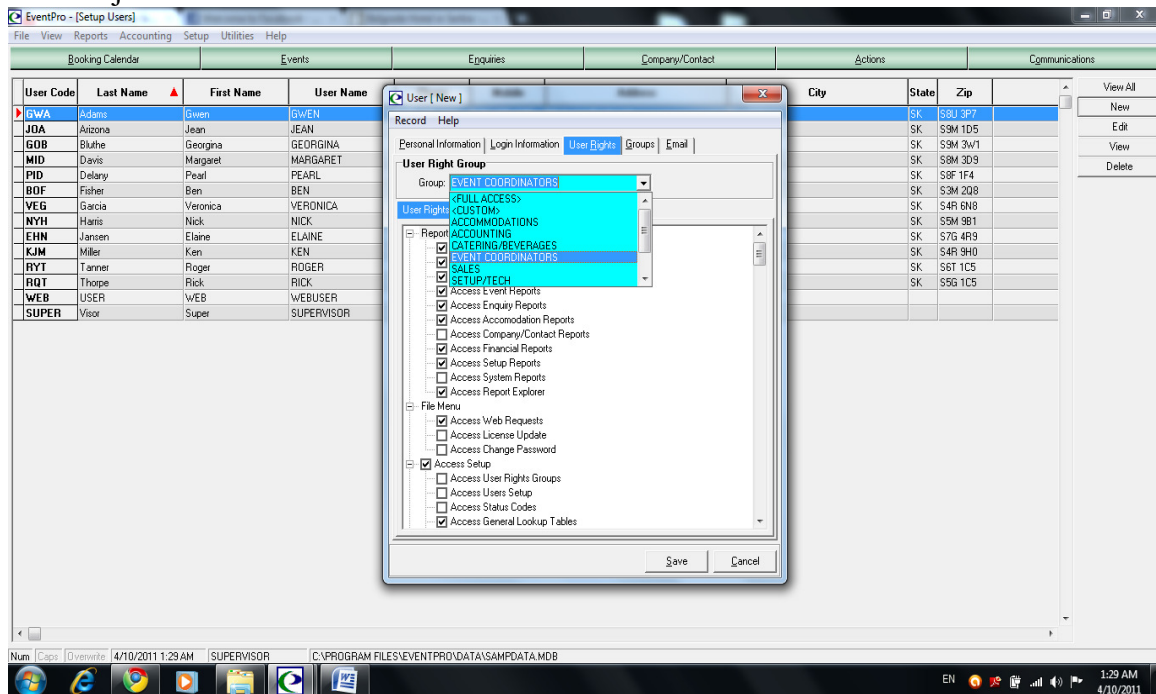 EventPro - [Setup Users]
File View Reports Accounting Setup Utilities Help
Booking Calendar Events Enquiries Company/Contact Actions Communications
User Code Last Name First Name User Name City State Zip
View All
New
Edit
View
Delete
GWA Adams Gwen GWEN SK S8U 3P7
JOA Arizona Jean JEAN SK S9M 1D5
GOB Bluthe Georgina GEORGINA SK S9M 3W1
MID Davis Margaret MARGARET SK S8M 3D9
PID Delany Pearl PEARL SK S8F 1F4
BOF Fisher Ben BEN SK S3M 2Q8
VEG Garcia Veronica VERONICA SK S4R 6N8
NYH Harris Nick NICK SK S5M 9B1
EHN Jansen Elaine ELAINE SK S7G 4R9
KJM Miller Ken KEN SK S4R 9H0
RYT Tanner Roger ROGER SK S6T 1C5
RQT Thorpe Rick RICK SK S5G 1C5
WEB USER WEB WEBUSER
SUPER Visor Super SUPERVISOR
User [ New ]
Record Help
Personal Information Login Information User Rights Groups Email
User Right Group
Group: EVENT COORDINATORS
<FULL ACCESS>
<CUSTOM>
ACCOMMODATIONS
ACCOUNTING
CATERING/BEVERAGES
EVENT COORDINATORS
SALES
SETUP/TECH
User Rights
Report
Access Event Reports
Access Enquiry Reports
Access Accomodation Reports
Access Company/Contact Reports
Access Financial Reports
Access Setup Reports
Access System Reports
Access Report Explorer
File Menu
Access Web Requests
Access License Update
Access Change Password
Access Setup
Access User Rights Groups
Access Users Setup
Access Status Codes
Access General Lookup Tables
Save Cancel
Num Caps Overwrite 4/10/2011 1:29 AM SUPERVISOR C:\PROGRAM FILES\EVENTPRO\DATA\SAMPDATA.MDB
EN 1:29 AM
4/10/2011